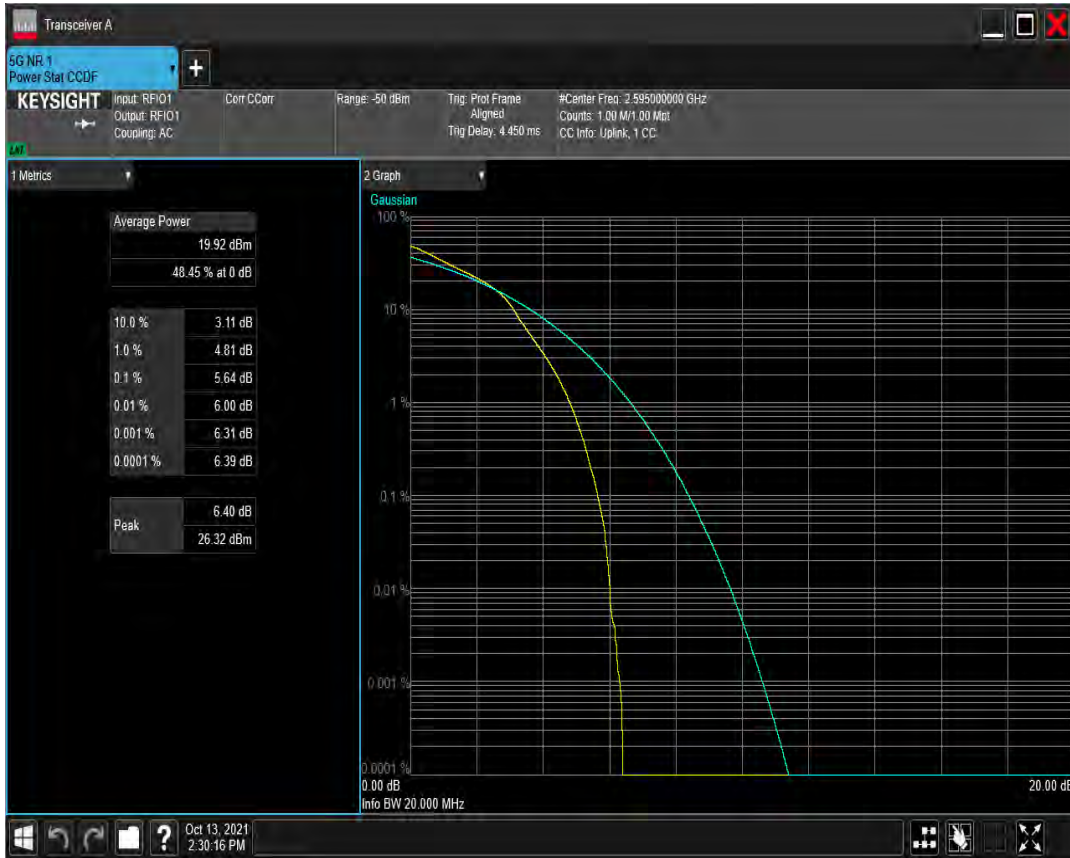 Transceiver A
5G NR 1
Power Stat CCDF
KEYSIGHT
Input: RFIO1
Output: RFIO1
Coupling: AC
Corr CCorr
Range: -50 dBm
Trig: Prot Frame
Aligned
Trig Delay: 4.450 ms
#Center Freq: 2.595000000 GHz
Counts: 1.00 M/1.00 Mpt
CC Info: Uplink, 1 CC
LNT
1 Metrics
Average Power
19.92 dBm
48.45 % at 0 dB
10.0 % 3.11 dB
1.0 % 4.81 dB
0.1 % 5.64 dB
0.01 % 6.00 dB
0.001 % 6.31 dB
0.0001 % 6.39 dB
Peak
6.40 dB
26.32 dBm
2 Graph
Gaussian
100 %
10 %
1 %
0.1 %
0.01 %
0.001 %
0.0001 %
0.00 dB
20.00 dB
Info BW 20.000 MHz
?
Oct 13, 2021
2:30:16 PM